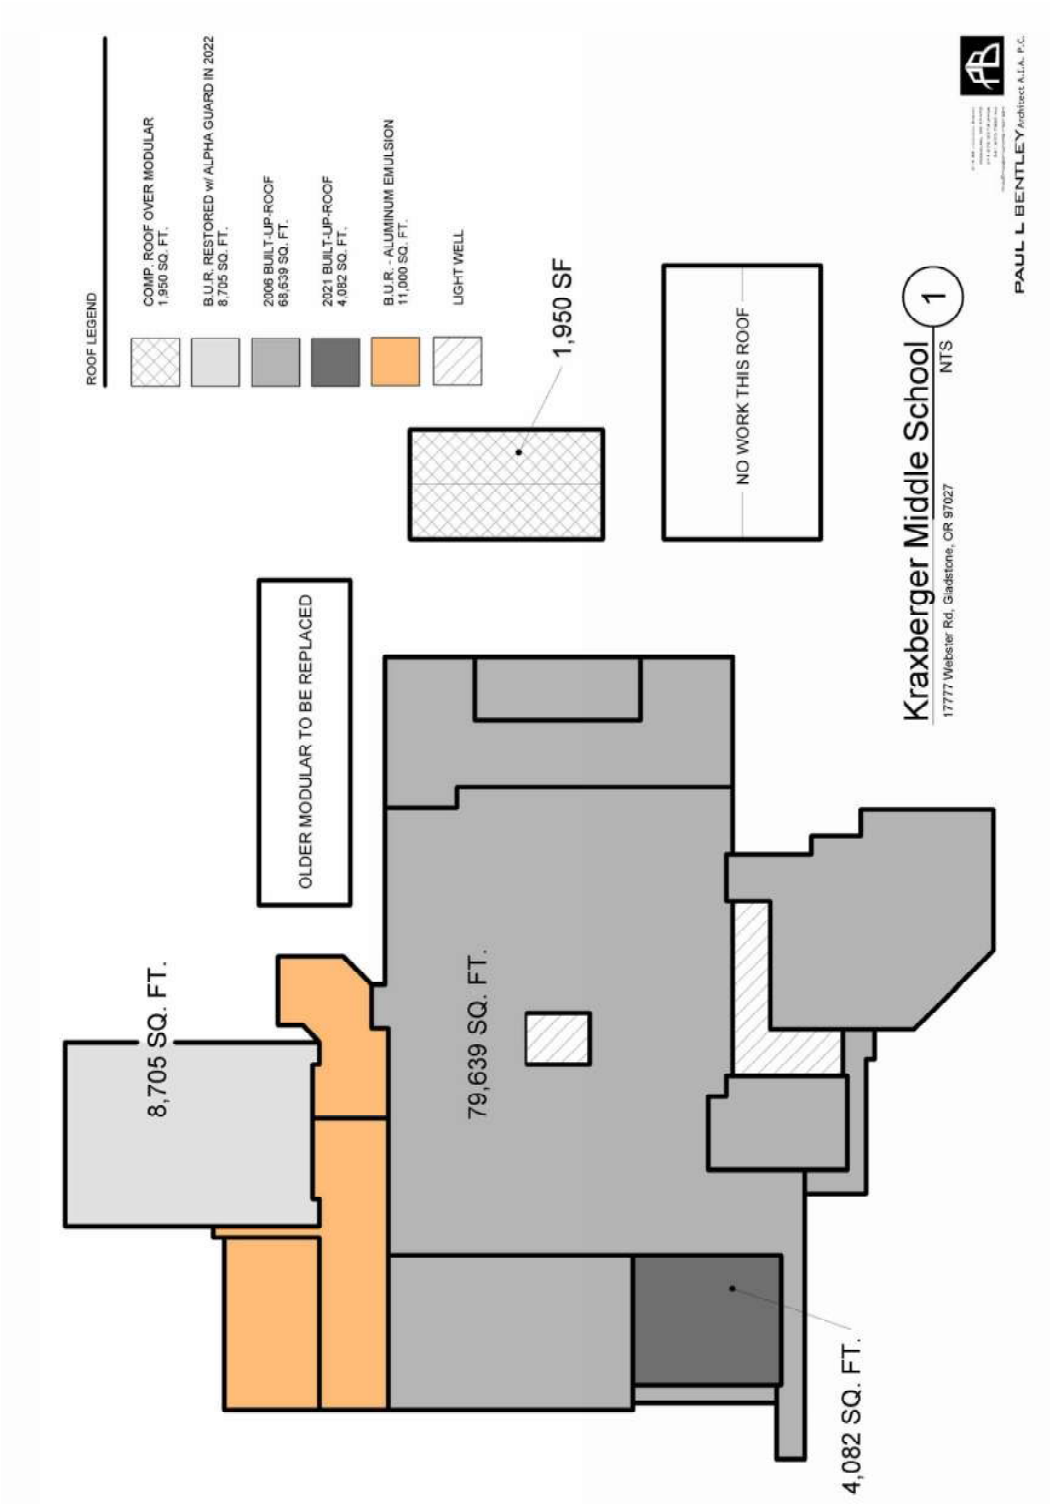 ROOF LEGEND
COMP. ROOF OVER MODULAR
1,950 SQ. FT.
B.U.R. RESTORED w/ ALPHA GUARD IN 2022
8,705 SQ. FT.
2006 BUILT-UP-ROOF
68,639 SQ. FT.
2021 BUILT-UP-ROOF
4,082 SQ. FT.
B.U.R. - ALUMINUM EMULSION
11,000 SQ. FT.
LIGHT WELL
8,705 SQ. FT.
OLDER MODULAR TO BE REPLACED
79,639 SQ. FT.
1,950 SF
NO WORK THIS ROOF
4,082 SQ. FT.
Kraxberger Middle School
1
17777 Webster Rd, Gladstone, OR 97027
NTS
PAUL L BENTLEY Architect A.I.A. P.C.